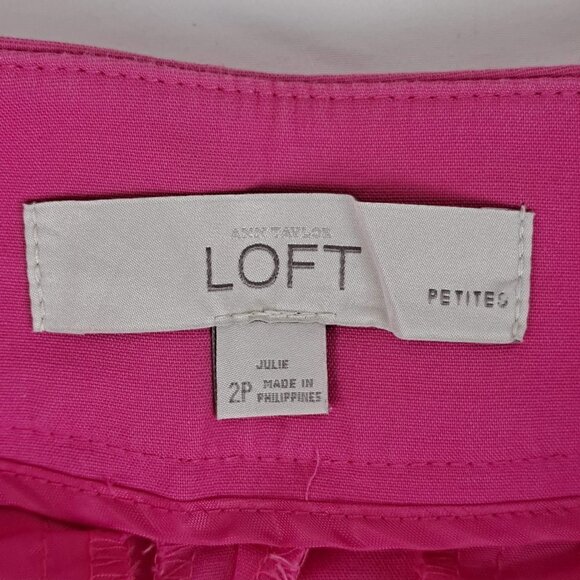 ANN TAYLOR
LOFT
PETITES
JULIE
2P MADE IN
PHILIPPINES